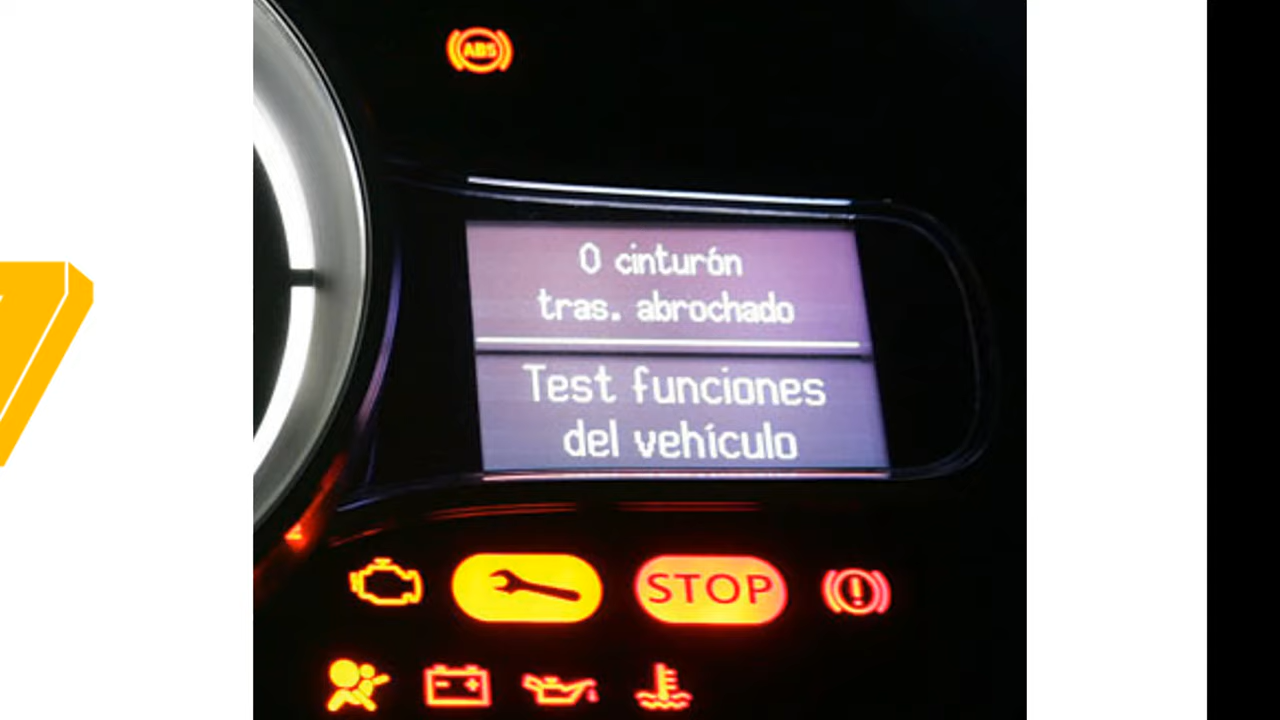 ABS
0 cinturón
tras. abrochado
Test funciones
del vehículo
STOP